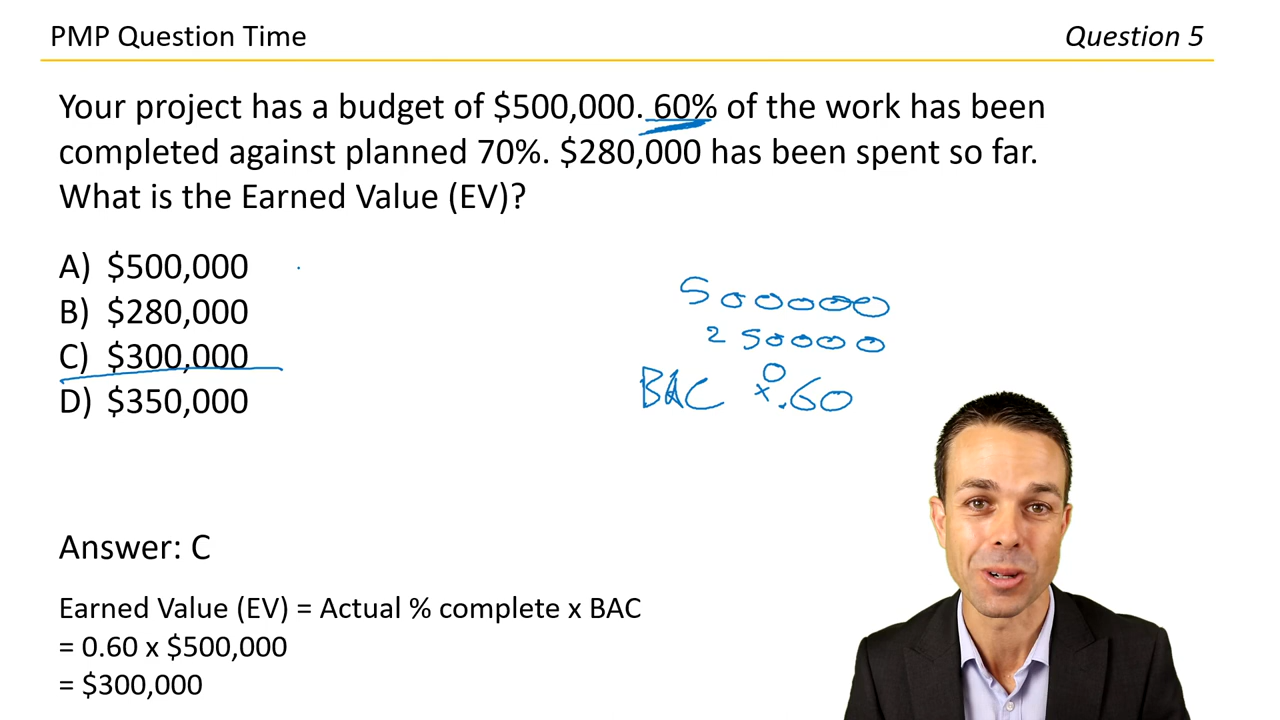 PMP Question Time
Question 5
Your project has a budget of $500,000. 60% of the work has been
completed against planned 70%. $280,000 has been spent so far.
What is the Earned Value (EV)?
A) $500,000
B) $280,000
C) $300,000
D) $350,000
500000
250000
0
BAC x .60
Answer: C
Earned Value (EV) = Actual % complete x BAC
= 0.60 x $500,000
= $300,000